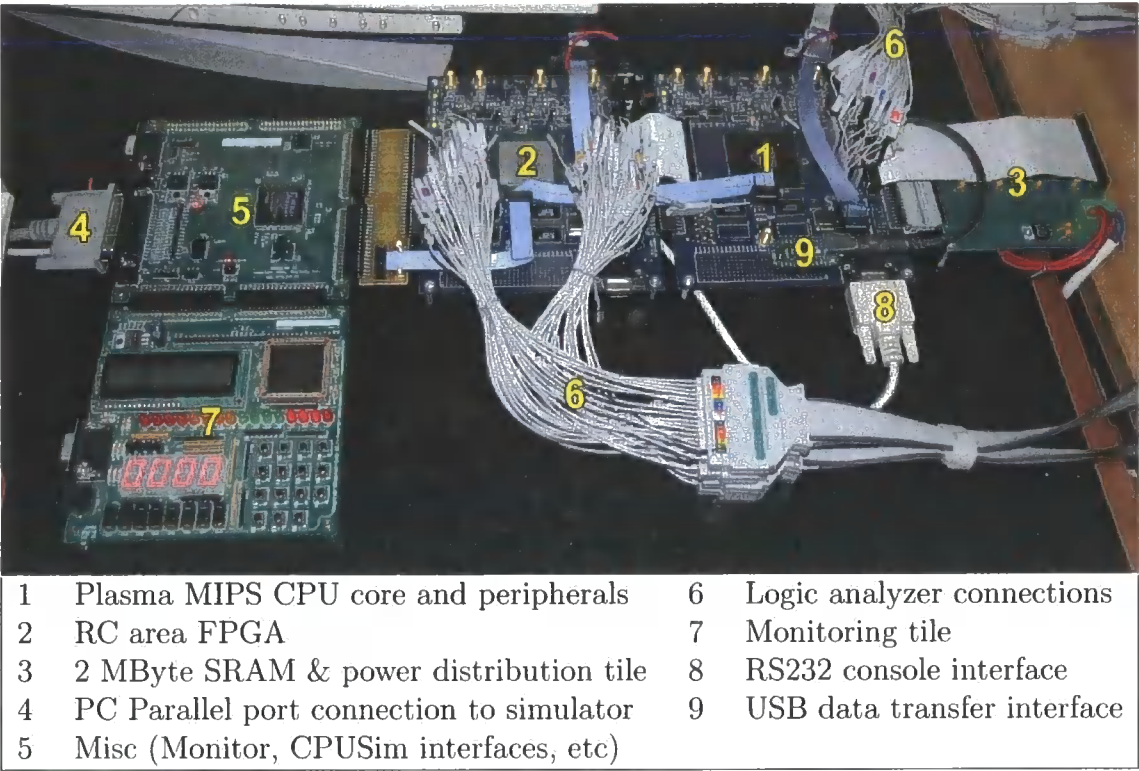 6
1
2
3
5
4
9
8
6
7
0000
1 Plasma MIPS CPU core and peripherals
2 RC area FPGA
3 2 MByte SRAM & power distribution tile
4 PC Parallel port connection to simulator
5 Misc (Monitor, CPUSim interfaces, etc)
6 Logic analyzer connections
7 Monitoring tile
8 RS232 console interface
9 USB data transfer interface